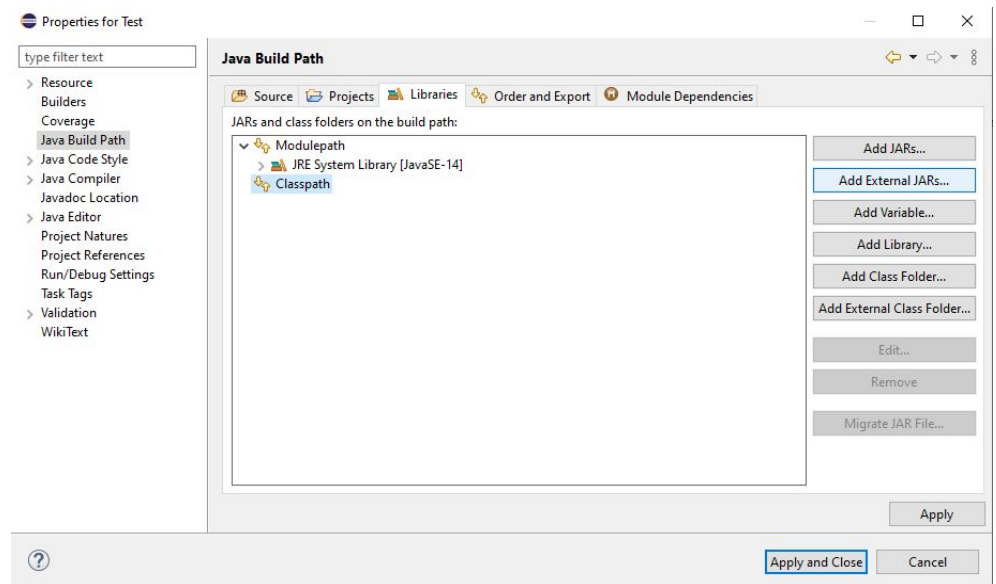 Properties for Test
type filter text
Resource
Builders
Coverage
Java Build Path
Java Code Style
Java Compiler
Javadoc Location
Java Editor
Project Natures
Project References
Run/Debug Settings
Task Tags
Validation
WikiText
Java Build Path
Source Projects Libraries Order and Export Module Dependencies
JARs and class folders on the build path:
Modulepath
JRE System Library [JavaSE-14]
Classpath
Add JARs...
Add External JARs...
Add Variable...
Add Library...
Add Class Folder...
Add External Class Folder...
Edit...
Remove
Migrate JAR File...
Apply
Apply and Close Cancel